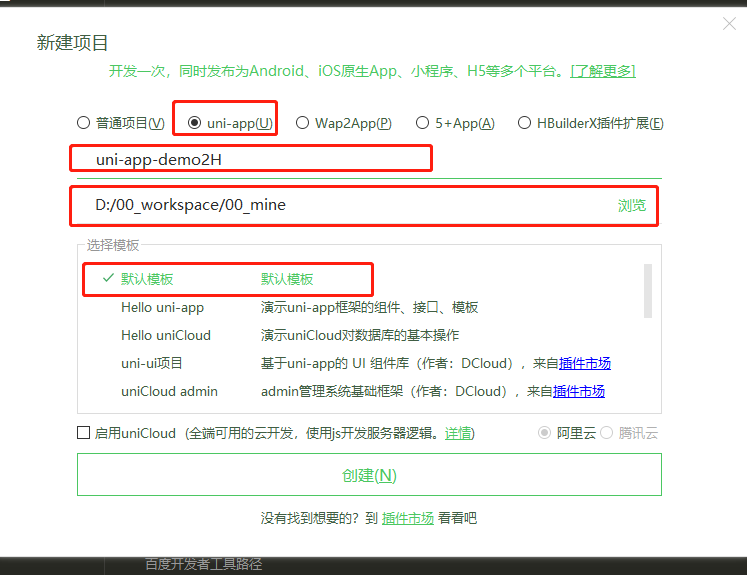 新建项目
开发一次，同时发布为Android、iOS原生App、小程序、H5等多个平台。[了解更多]
普通项目(V) uni-app(U) Wap2App(P) 5+App(A) HBuilderX插件扩展(E)
uni-app-demo2H
D:/00_workspace/00_mine 浏览
选择模板
默认模板 默认模板
Hello uni-app 演示uni-app框架的组件、接口、模板
Hello uniCloud 演示uniCloud对数据库的基本操作
uni-ui项目 基于uni-app的 UI 组件库（作者：DCloud），来自插件市场
uniCloud admin admin管理系统基础框架（作者：DCloud），来自插件市场
启用uniCloud（全端可用的云开发，使用js开发服务器逻辑。详情) 阿里云 腾讯云
创建(N)
没有找到想要的？到 插件市场 看看吧
百度开发者工具路径